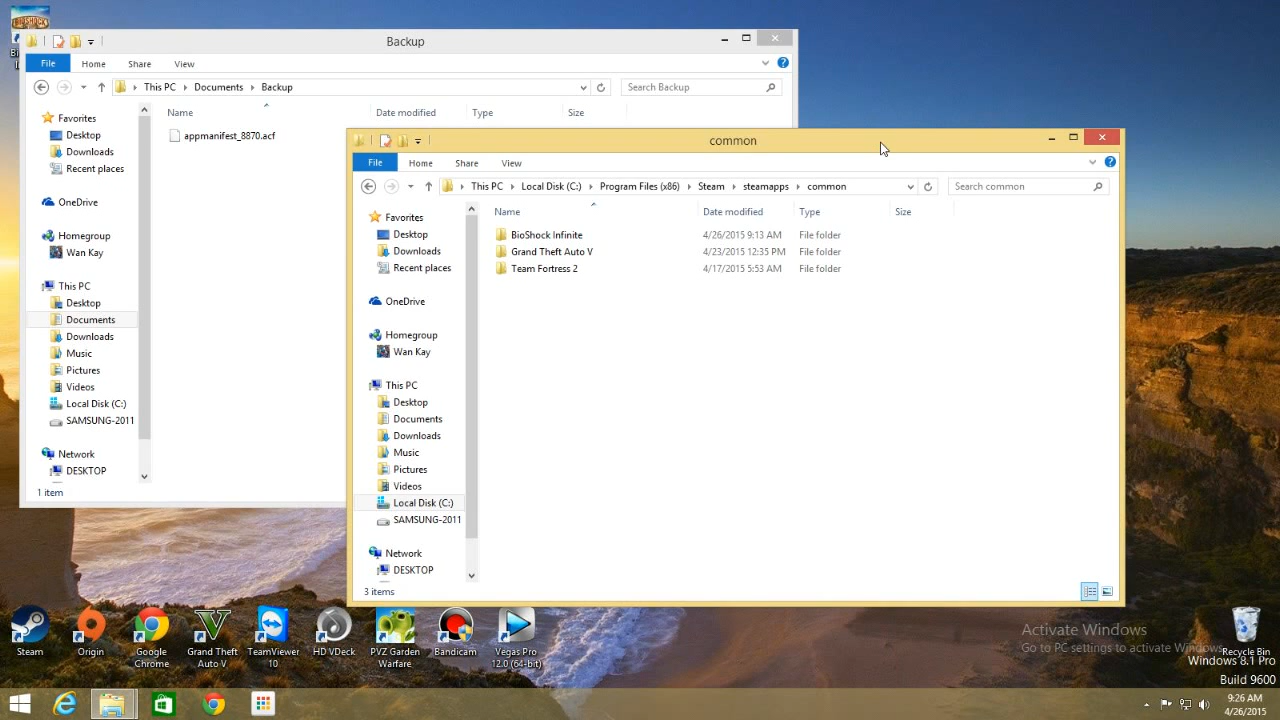 BIOSHOCK
Backup
File Home Share View
This PC Documents Backup
Search Backup
Name Date modified Type Size
appmanifest_8870.acf
Favorites
Desktop
Downloads
Recent places
OneDrive
Homegroup
Wan Kay
This PC
Desktop
Documents
Downloads
Music
Pictures
Videos
Local Disk (C:)
SAMSUNG-2011
Network
DESKTOP
1 item
common
File Home Share View
This PC Local Disk (C:) Program Files (x86) Steam steamapps common
Search common
Name Date modified Type Size
BioShock Infinite 4/26/2015 9:13 AM File folder
Grand Theft Auto V 4/23/2015 12:35 PM File folder
Team Fortress 2 4/17/2015 5:53 AM File folder
Favorites
Desktop
Downloads
Recent places
OneDrive
Homegroup
Wan Kay
This PC
Desktop
Documents
Downloads
Music
Pictures
Videos
Local Disk (C:)
SAMSUNG-2011
Network
DESKTOP
3 items
Steam
Origin
Google
Chrome
Grand Theft
Auto V
TeamViewer
10
HD VDeck
PVZ Garden
Warfare
Bandicam
Vegas Pro
12.0 (64-bit)
Activate Windows
Go to PC settings to activate Windows.
Recycle Bin
Windows 8.1 Pro
Build 9600
9:26 AM
4/26/2015